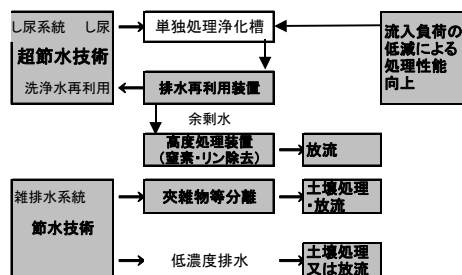 し尿系統 し尿
超節水技術
洗浄水再利用
単独処理浄化槽
流入負荷の
低減による
処理性能
向上
排水再利用装置
余剰水
高度処理装置
(窒素・リン除去)
放流
雑排水系統
節水技術
夾雑物等分離
土壌処理
・放流
低濃度排水
土壌処理
又は放流